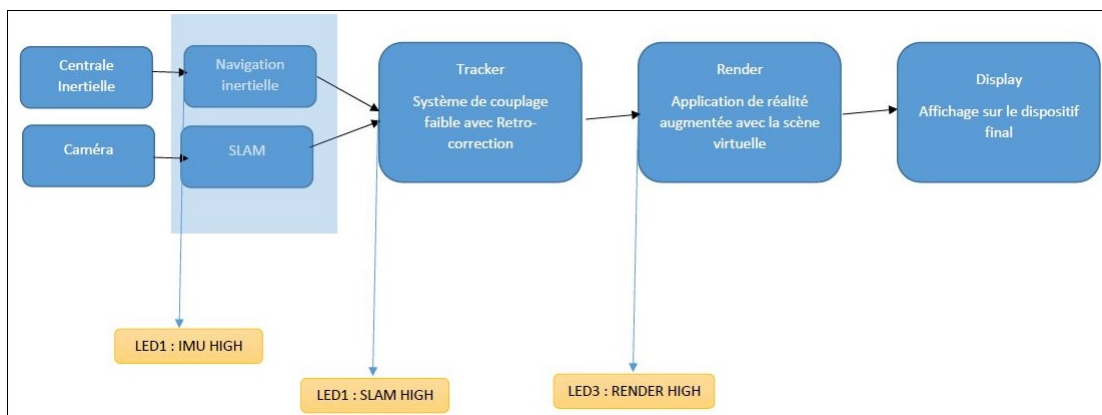 Centrale
Inertielle
Navigation
inertielle
Caméra
SLAM
Tracker
Système de couplage
faible avec Retro-
correction
Render
Application de réalité
augmentée avec la scène
virtuelle
Display
Affichage sur le dispositif
final
LED1 : IMU HIGH
LED1 : SLAM HIGH
LED3 : RENDER HIGH